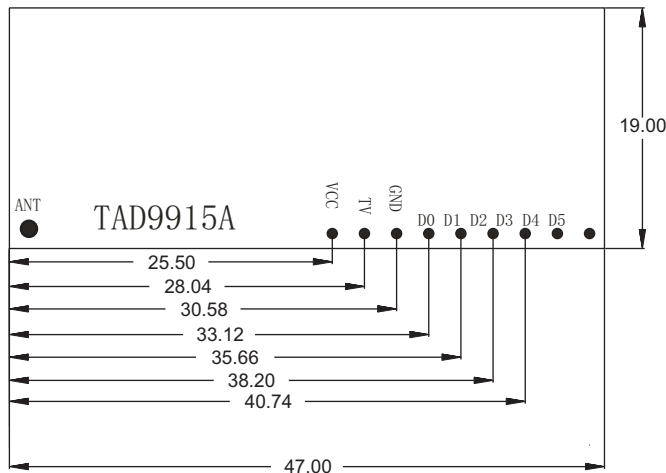 19.00
ANT
TAD9915A
VCC
TV
GND
D0 D1 D2 D3 D4 D5
25.50
28.04
30.58
33.12
35.66
38.20
40.74
47.00